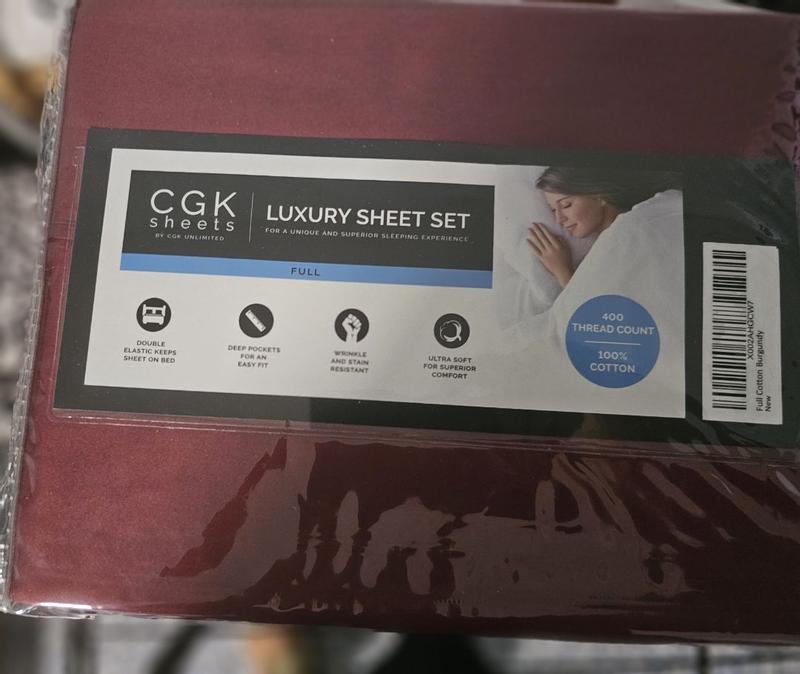 CGK
sheets
BY CGK UNLIMITED
LUXURY SHEET SET
FOR A UNIQUE AND SUPERIOR SLEEPING EXPERIENCE
FULL
DOUBLE
ELASTIC KEEPS
SHEET ON BED
DEEP POCKETS
FOR AN
EASY FIT
WRINKLE
AND STAIN
RESISTANT
ULTRA SOFT
FOR SUPERIOR
COMFORT
400
THREAD COUNT
100%
COTTON
X002AHGCW7
Full Cotton Burgundy
New